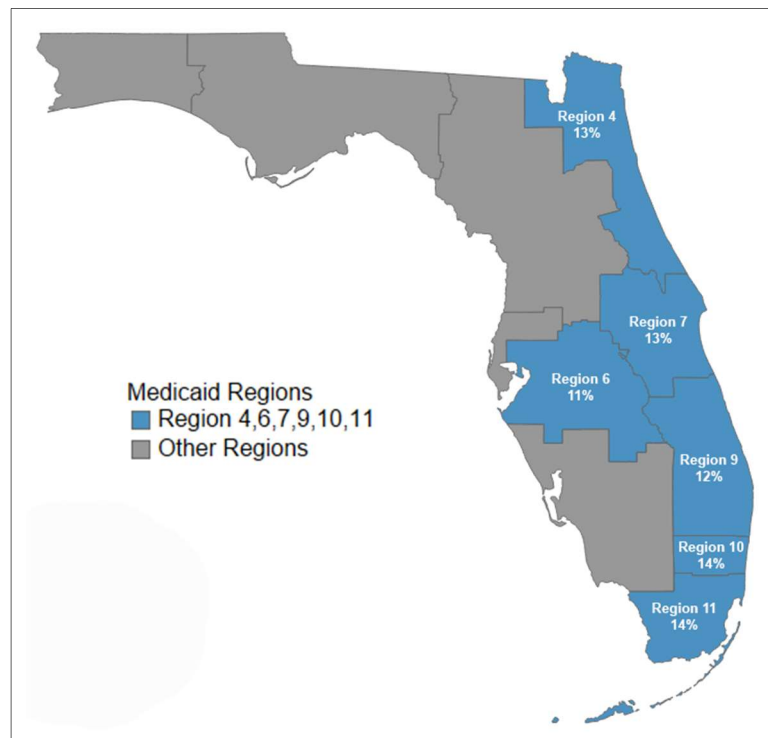 Region 4
13%
Region 7
13%
Region 6
11%
Medicaid Regions
Region 4,6,7,9,10,11
Other Regions
Region 9
12%
Region 10
14%
Region 11
14%